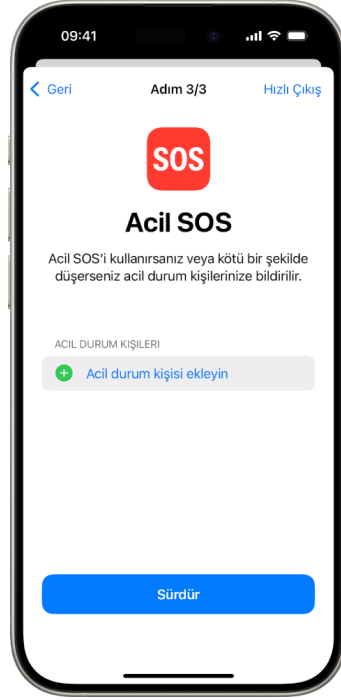 09:41
Geri
Adım 3/3
Hızlı Çıkış
SOS
Acil SOS
Acil SOS'i kullanırsanız veya kötü bir şekilde
düşerseniz acil durum kişilerinize bildirilir.
ACIL DURUM KIŞILERI
Acil durum kişisi ekleyin
Sürdür